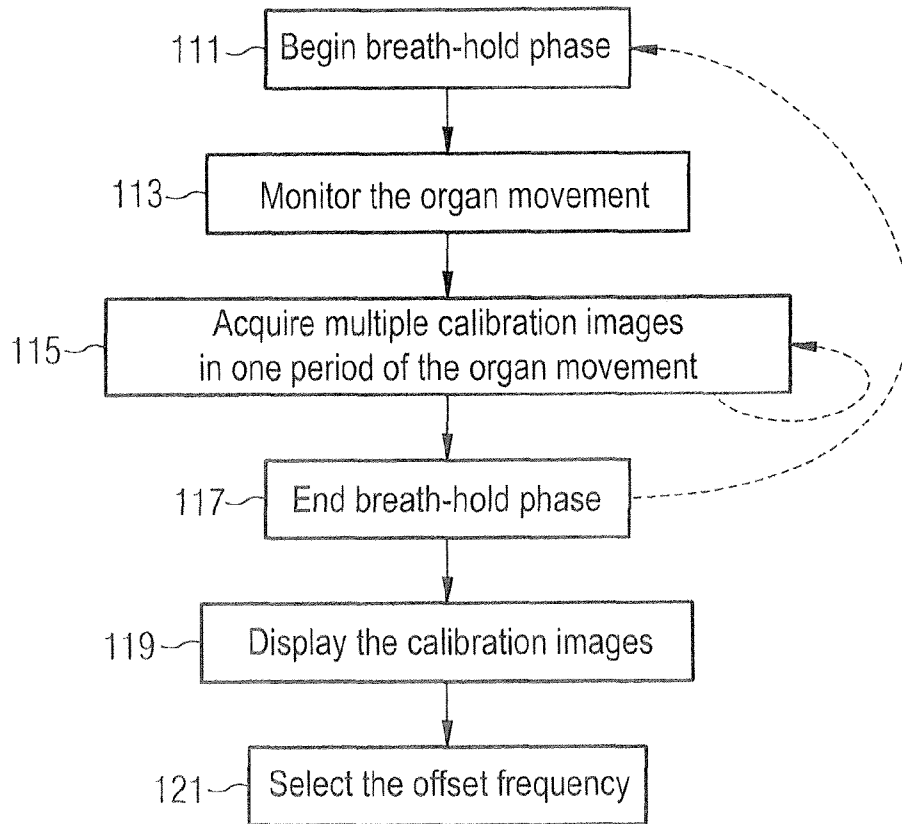 111
Begin breath-hold phase
113
Monitor the organ movement
115
Acquire multiple calibration images
in one period of the organ movement
117
End breath-hold phase
119
Display the calibration images
121
Select the offset frequency